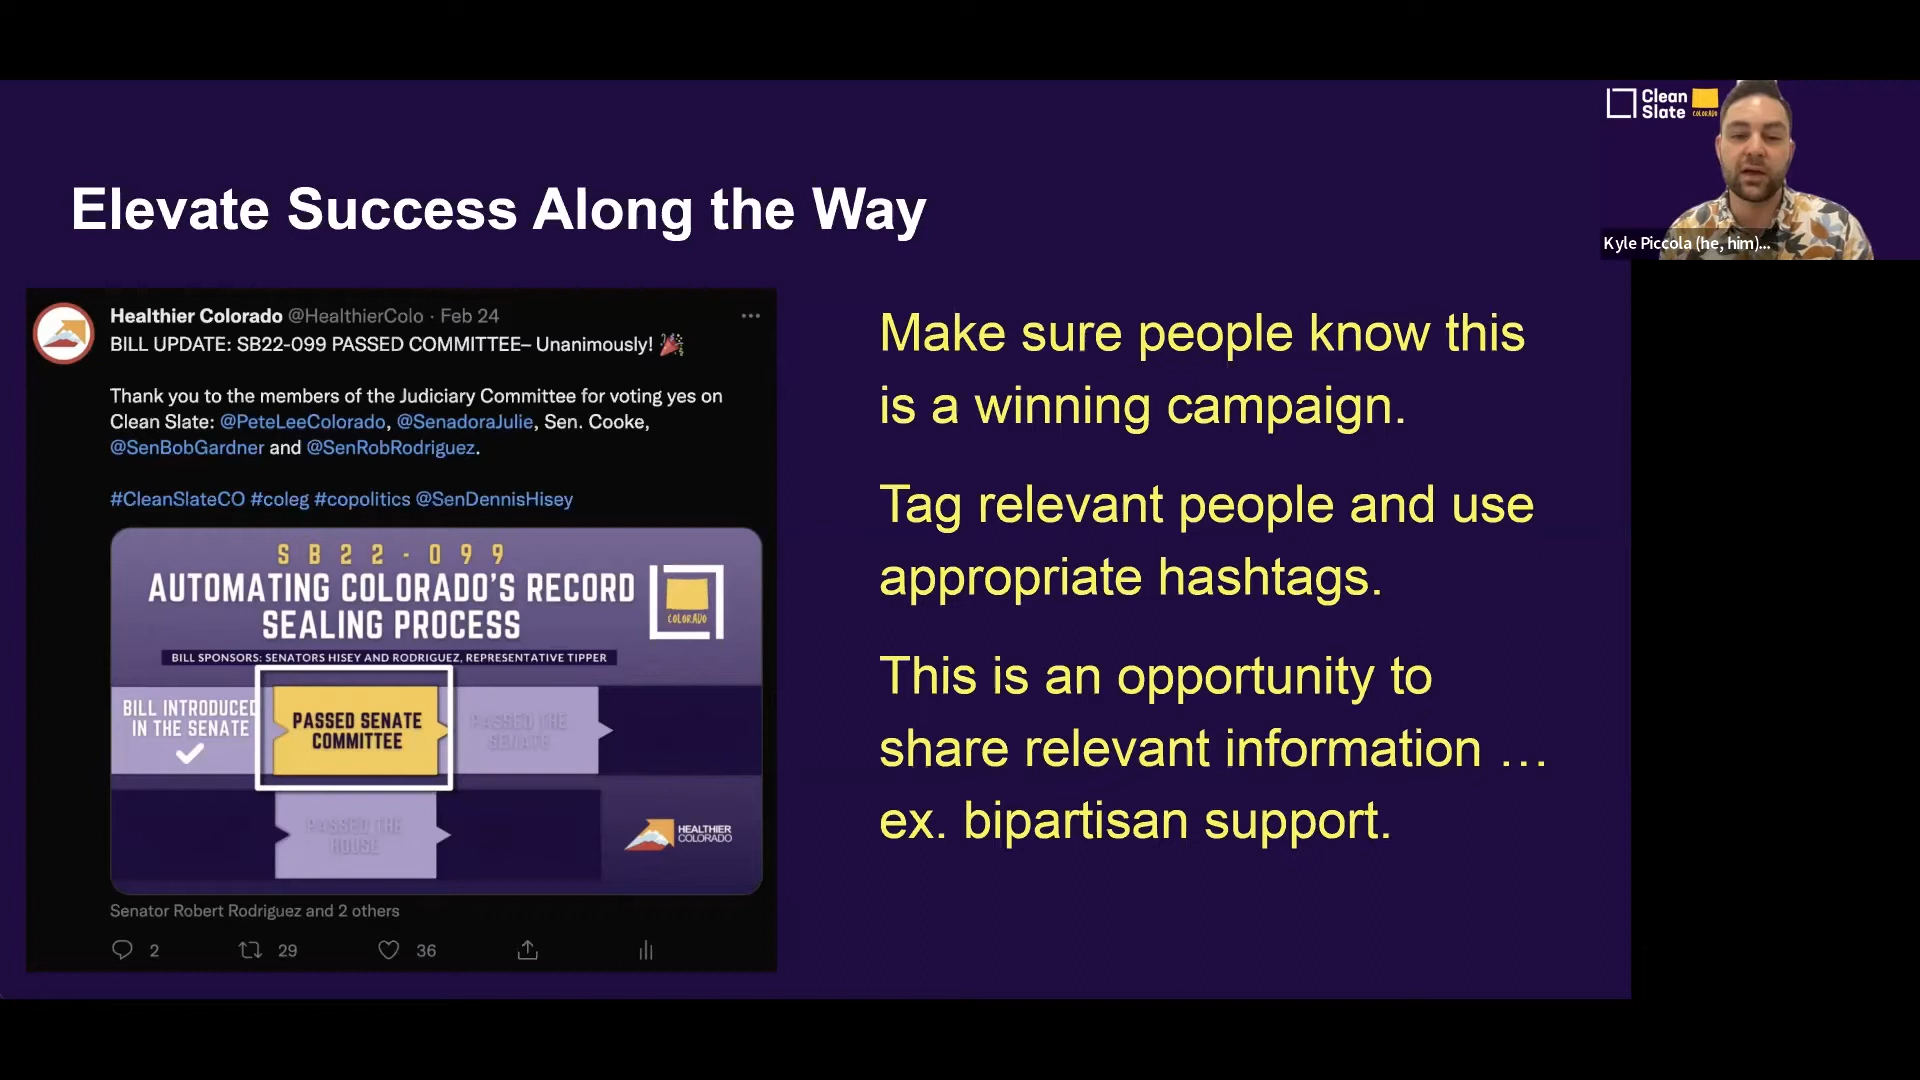 Clean
Slate
COLORADO
Kyle Piccola (he, him)...
Elevate Success Along the Way
Healthier Colorado @HealthierColo · Feb 24
BILL UPDATE: SB22-099 PASSED COMMITTEE– Unanimously! 🎉
Thank you to the members of the Judiciary Committee for voting yes on
Clean Slate: @PeteLeeColorado, @SenadoraJulie, Sen. Cooke,
@SenBobGardner and @SenRobRodriguez.
#CleanSlateCO #coleg #copolitics @SenDennisHisey
SB22-099
AUTOMATING COLORADO'S RECORD
SEALING PROCESS
COLORADO
BILL SPONSORS: SENATORS HISEY AND RODRIGUEZ, REPRESENTATIVE TIPPER
BILL INTRODUCED
IN THE SENATE
PASSED SENATE
COMMITTEE
PASSED THE
SENATE
PASSED THE
HOUSE
HEALTHIER
COLORADO
Senator Robert Rodriguez and 2 others
2
29
36
Make sure people know this
is a winning campaign.
Tag relevant people and use
appropriate hashtags.
This is an opportunity to
share relevant information …
ex. bipartisan support.